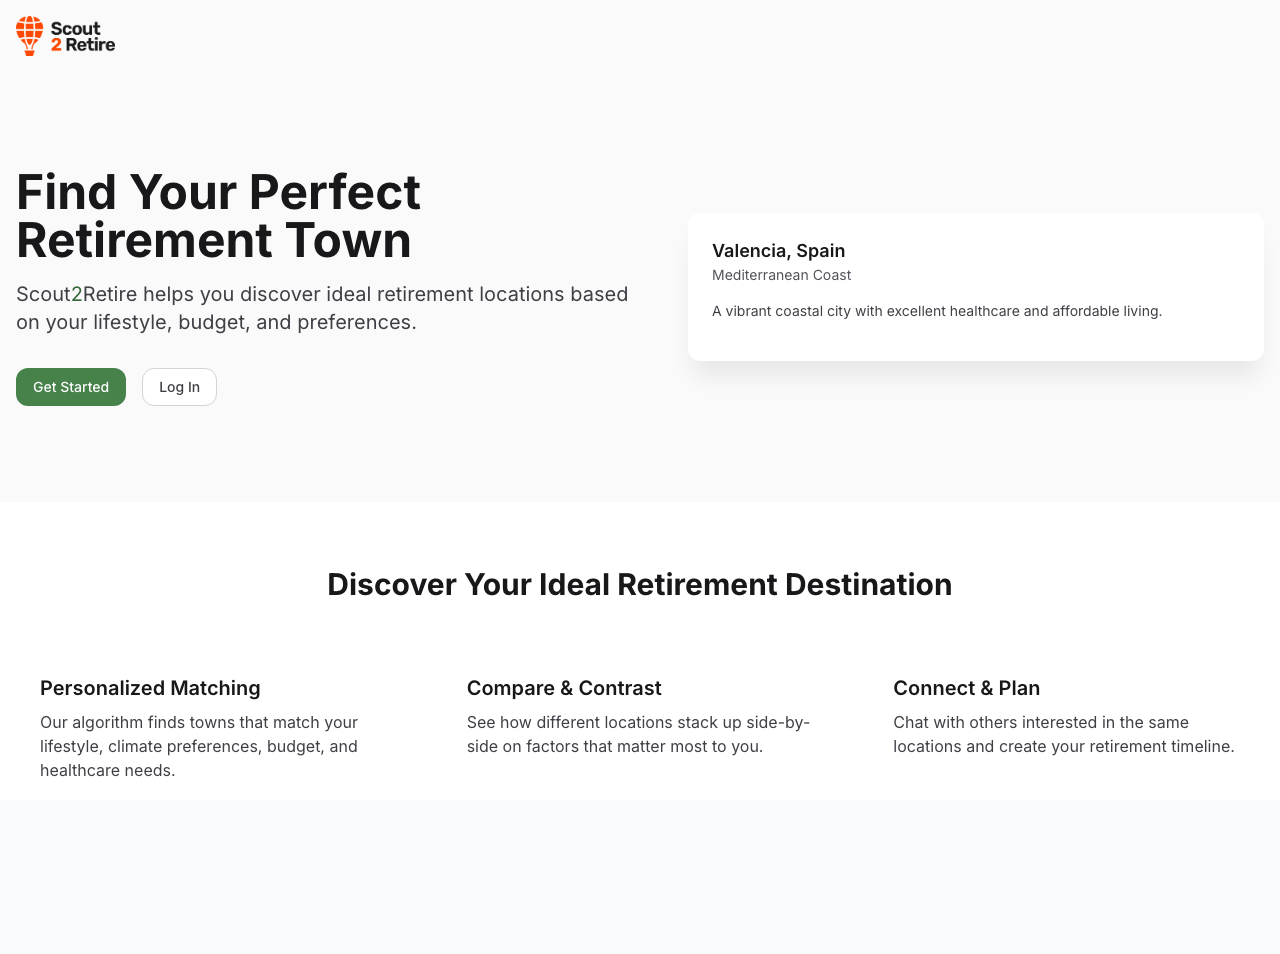 Scout
2 Retire
Find Your Perfect
Retirement Town
Scout2Retire helps you discover ideal retirement locations based
on your lifestyle, budget, and preferences.
Get Started
Log In
Valencia, Spain
Mediterranean Coast
A vibrant coastal city with excellent healthcare and affordable living.
Discover Your Ideal Retirement Destination
Personalized Matching
Our algorithm finds towns that match your
lifestyle, climate preferences, budget, and
healthcare needs.
Compare & Contrast
See how different locations stack up side-by-
side on factors that matter most to you.
Connect & Plan
Chat with others interested in the same
locations and create your retirement timeline.